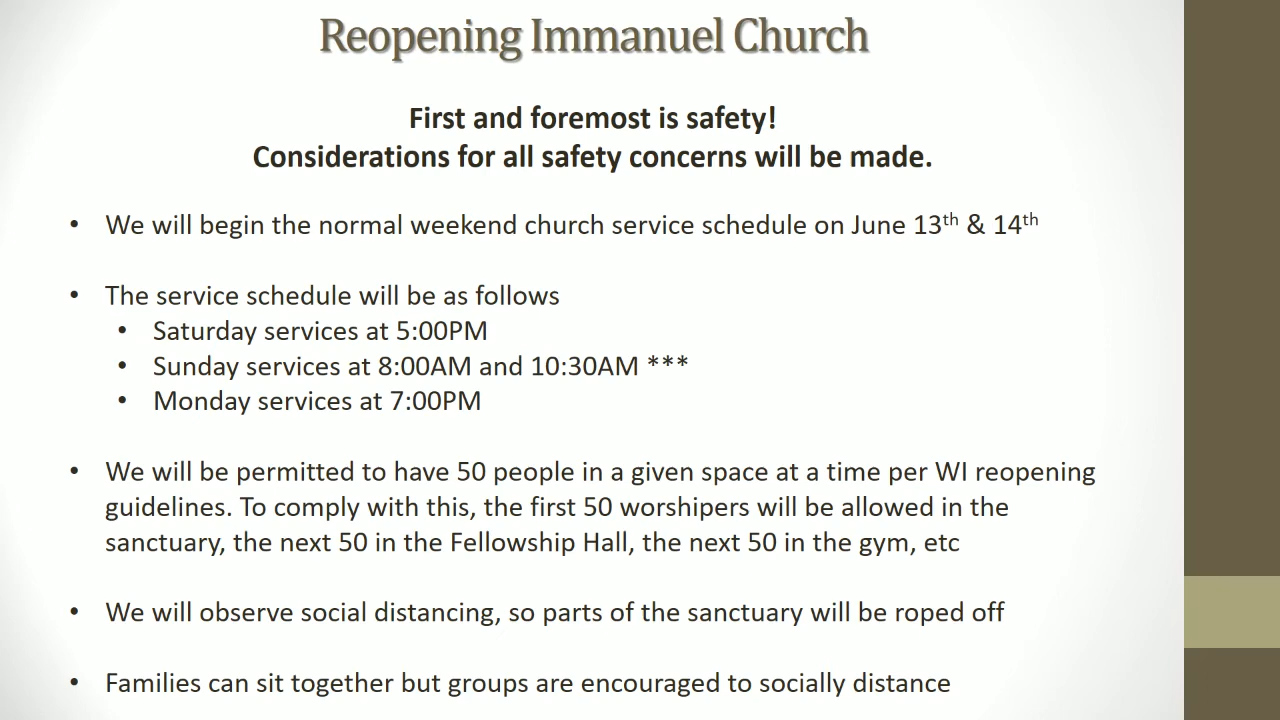 Reopening Immanuel Church
First and foremost is safety!
Considerations for all safety concerns will be made.
• We will begin the normal weekend church service schedule on June 13th & 14th
• The service schedule will be as follows
• Saturday services at 5:00PM
• Sunday services at 8:00AM and 10:30AM ***
• Monday services at 7:00PM
• We will be permitted to have 50 people in a given space at a time per WI reopening
guidelines. To comply with this, the first 50 worshipers will be allowed in the
sanctuary, the next 50 in the Fellowship Hall, the next 50 in the gym, etc
• We will observe social distancing, so parts of the sanctuary will be roped off
• Families can sit together but groups are encouraged to socially distance